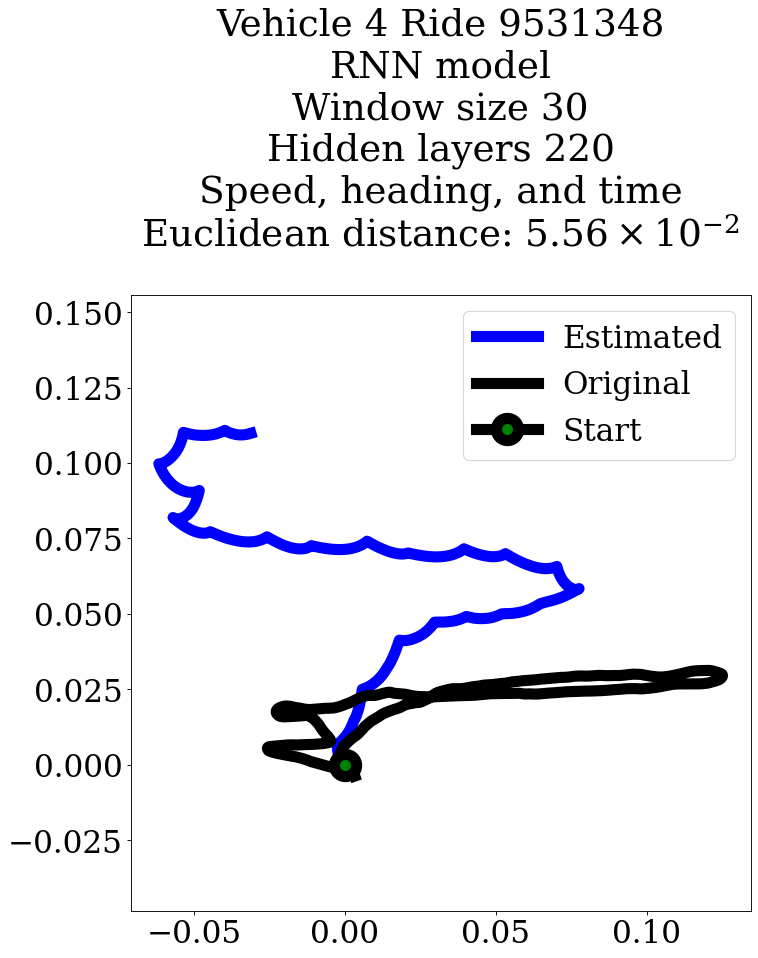 Vehicle 4 Ride 9531348
RNN model
Window size 30
Hidden layers 220
Speed, heading, and time
Euclidean distance: 5.56 × 10⁻²
0.150
0.125
0.100
0.075
0.050
0.025
0.000
−0.025
Estimated
Original
Start
−0.05 0.00 0.05 0.10